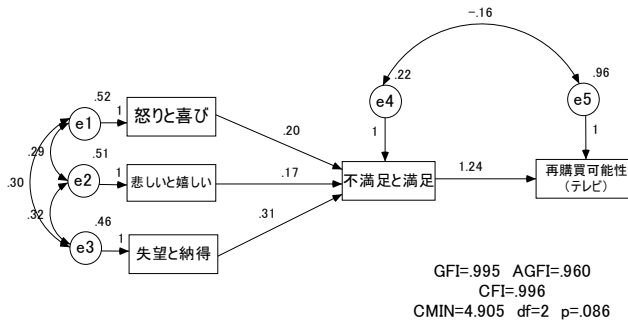 -.16
.52
.22
.96
e1
1
怒りと喜び
e4
e5
.29
.20
1
1
.51
e2
1
悲しいと嬉しい
.17
不満足と満足
1.24
再購買可能性
（テレビ）
.30
.32
.46
.31
e3
1
失望と納得
GFI=.995 AGFI=.960
CFI=.996
CMIN=4.905 df=2 p=.086